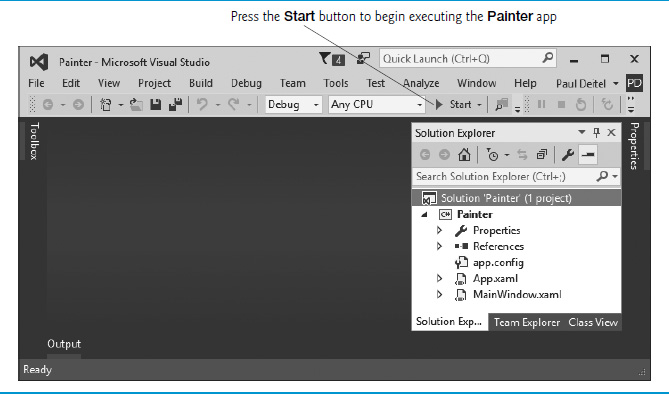 Press the Start button to begin executing the Painter app
Painter - Microsoft Visual Studio
4
Quick Launch (Ctrl+Q)
File Edit View Project Build Debug Team Tools Test Analyze Window Help Paul Deitel PD
Debug Any CPU Start
Toolbox
Solution Explorer
Properties
Search Solution Explorer (Ctrl+;)
Solution 'Painter' (1 project)
C# Painter
Properties
References
app.config
App.xaml
MainWindow.xaml
Solution Exp... Team Explorer Class View
Output
Ready